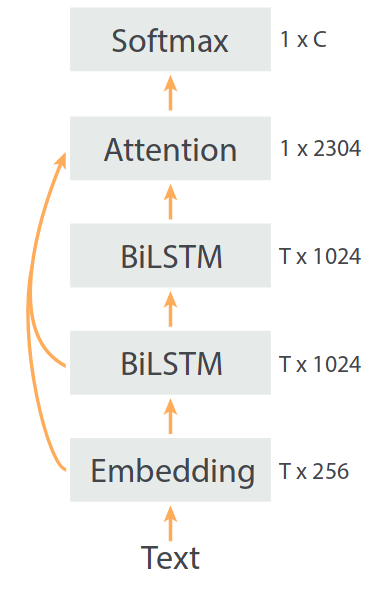 Softmax 1 x C
Attention 1 x 2304
BiLSTM T x 1024
BiLSTM T x 1024
Embedding T x 256
Text